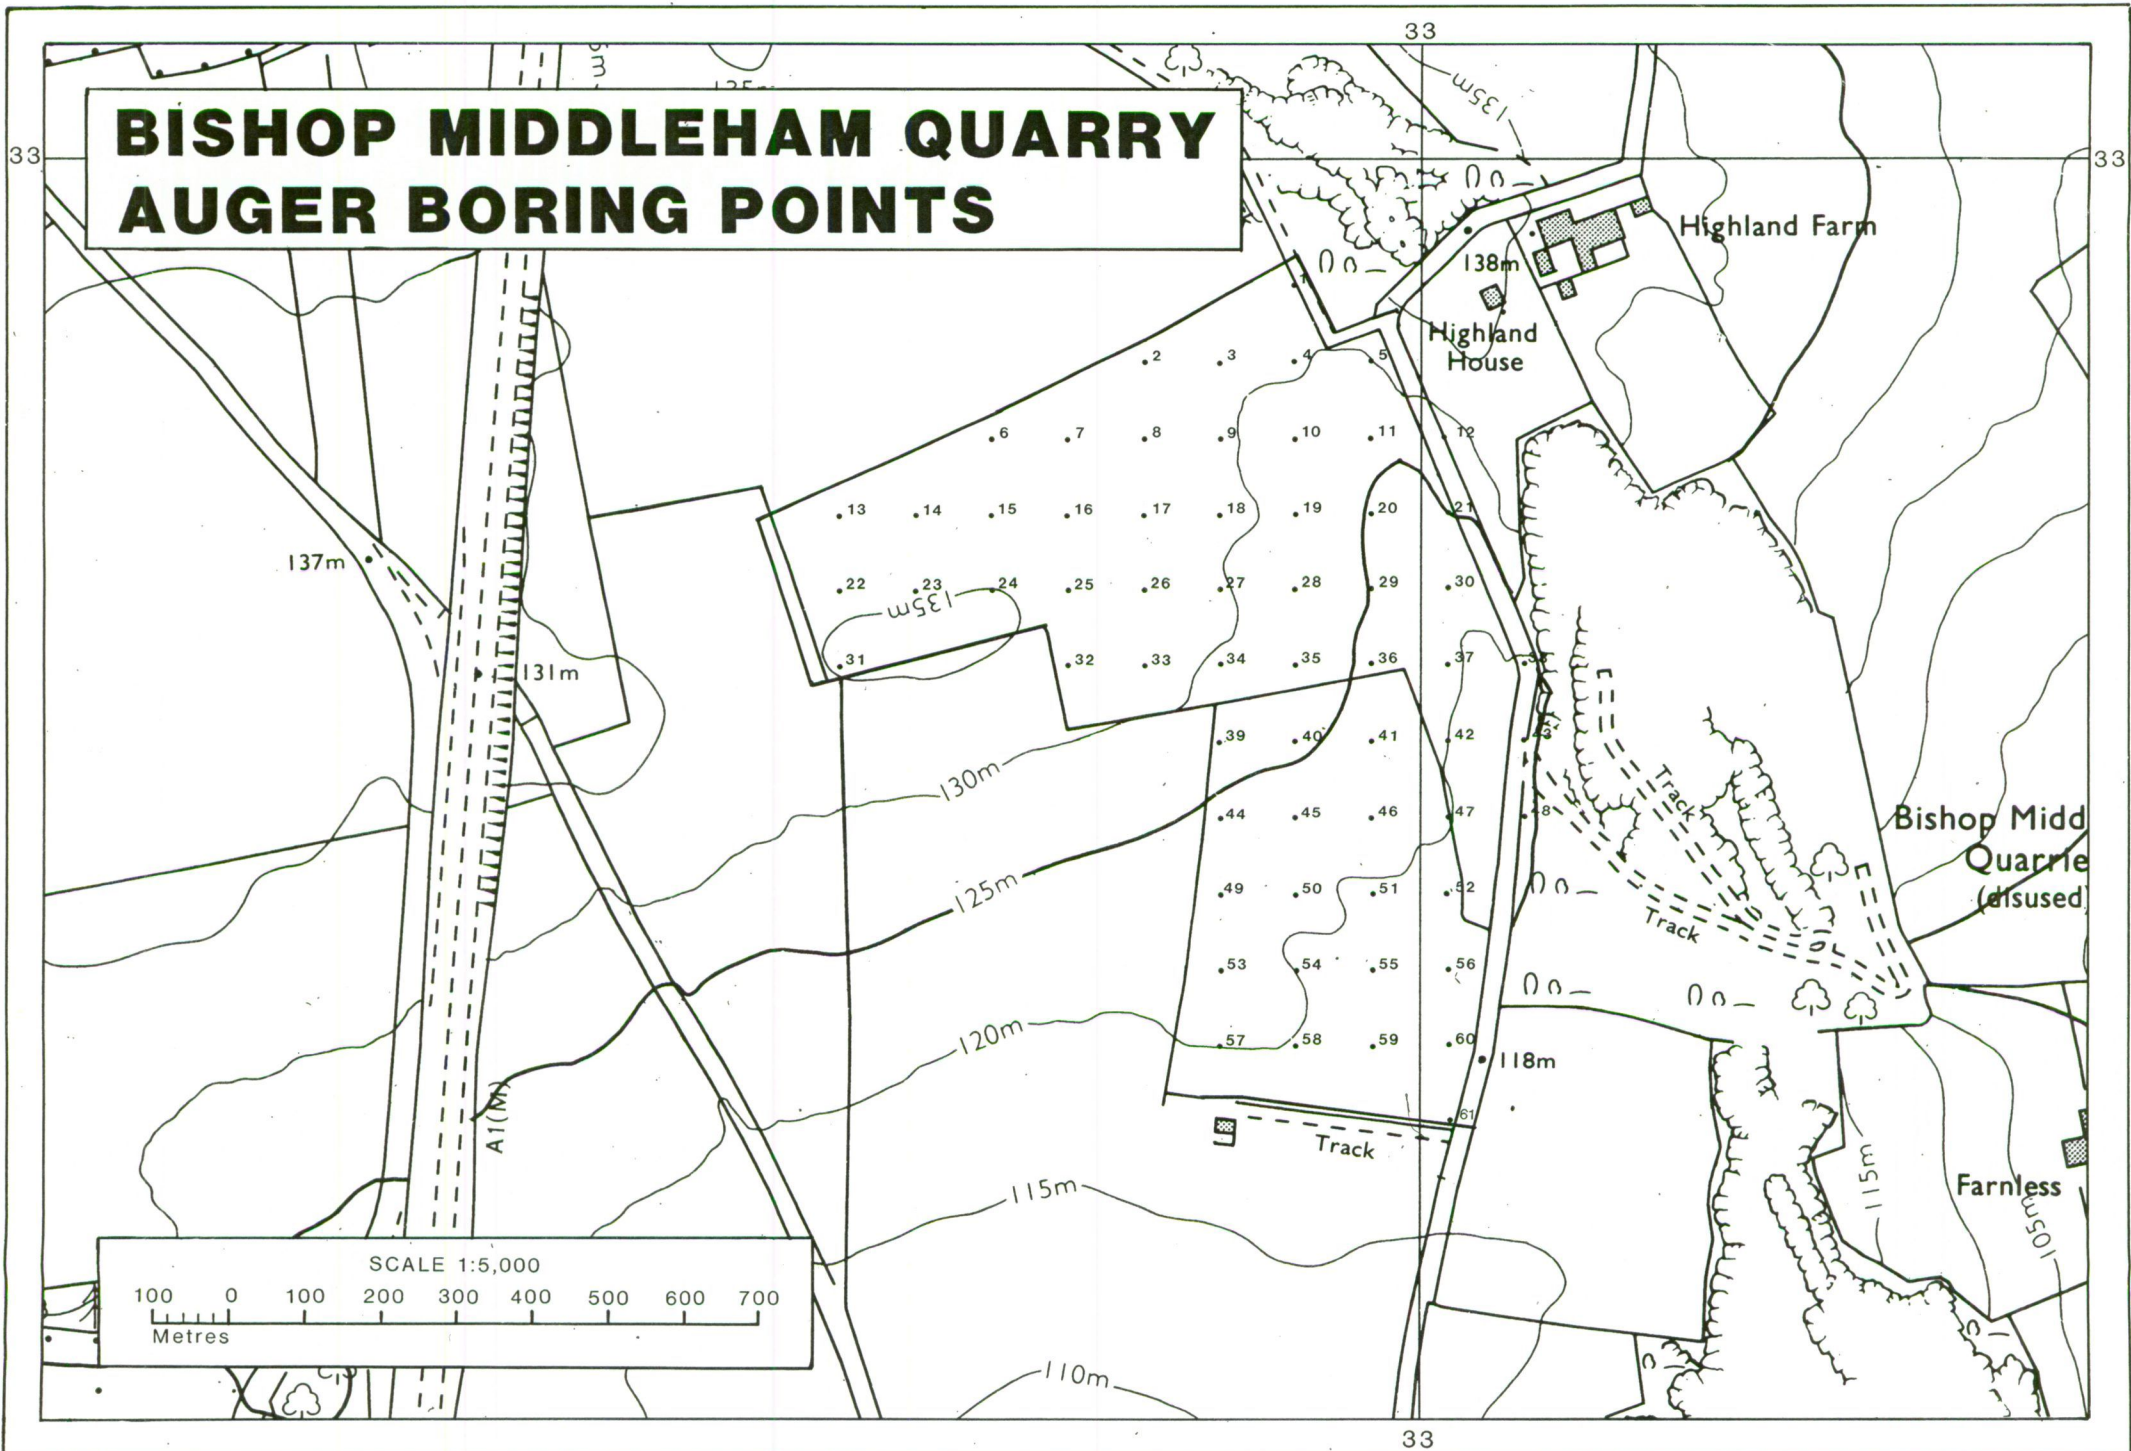 33
BISHOP MIDDLEHAM QUARRY
AUGER BORING POINTS
135m
33
33
Highland Farm
138m
Highland
House
1
2 3 4 5
6 7 8 9 10 11 12
13 14 15 16 17 18 19 20 21
137m
22 23 24 25 26 27 28 29 30
135m
31 32 33 34 35 36 37 38
131m
39 40 41 42 43
130m
Track
44 45 46 47 48
Bishop Midd
Quarrie
(disused)
125m
49 50 51 52
Track
53 54 55 56
120m
57 58 59 60
118m
A1(M)
61
Track
115m
115m
Farnless
105m
SCALE 1:5,000
100 0 100 200 300 400 500 600 700
Metres
110m
33